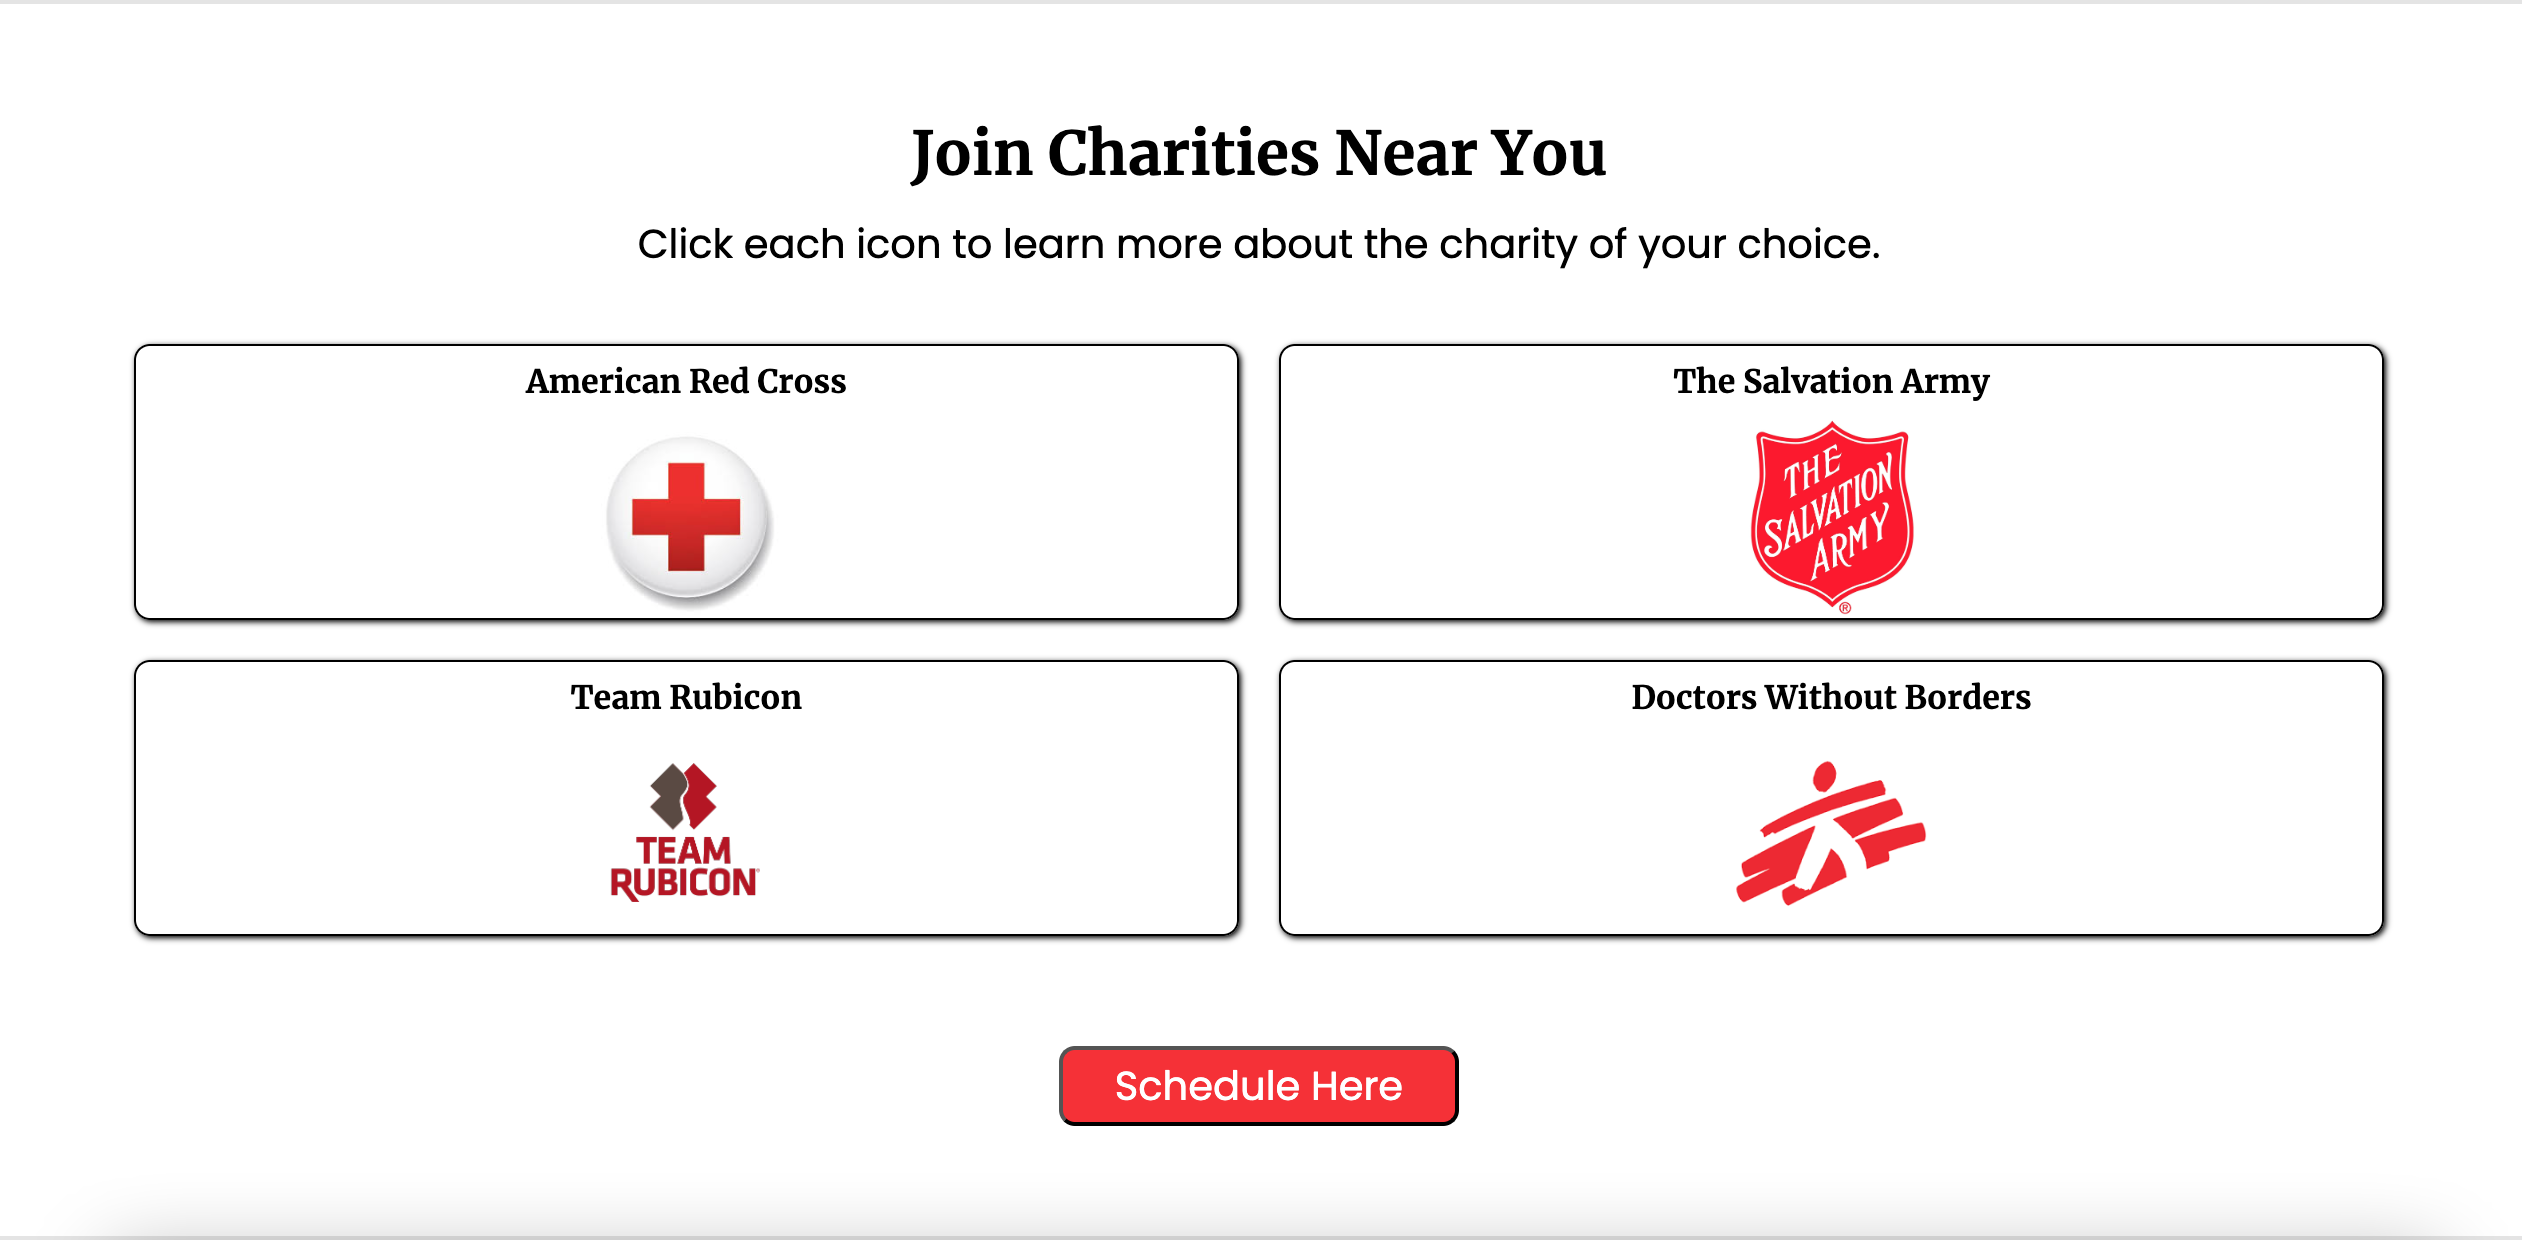 Join Charities Near You
Click each icon to learn more about the charity of your choice.
American Red Cross
The Salvation Army
THE
SALVATION
ARMY
®
Team Rubicon
Doctors Without Borders
TEAM
RUBICON
Schedule Here